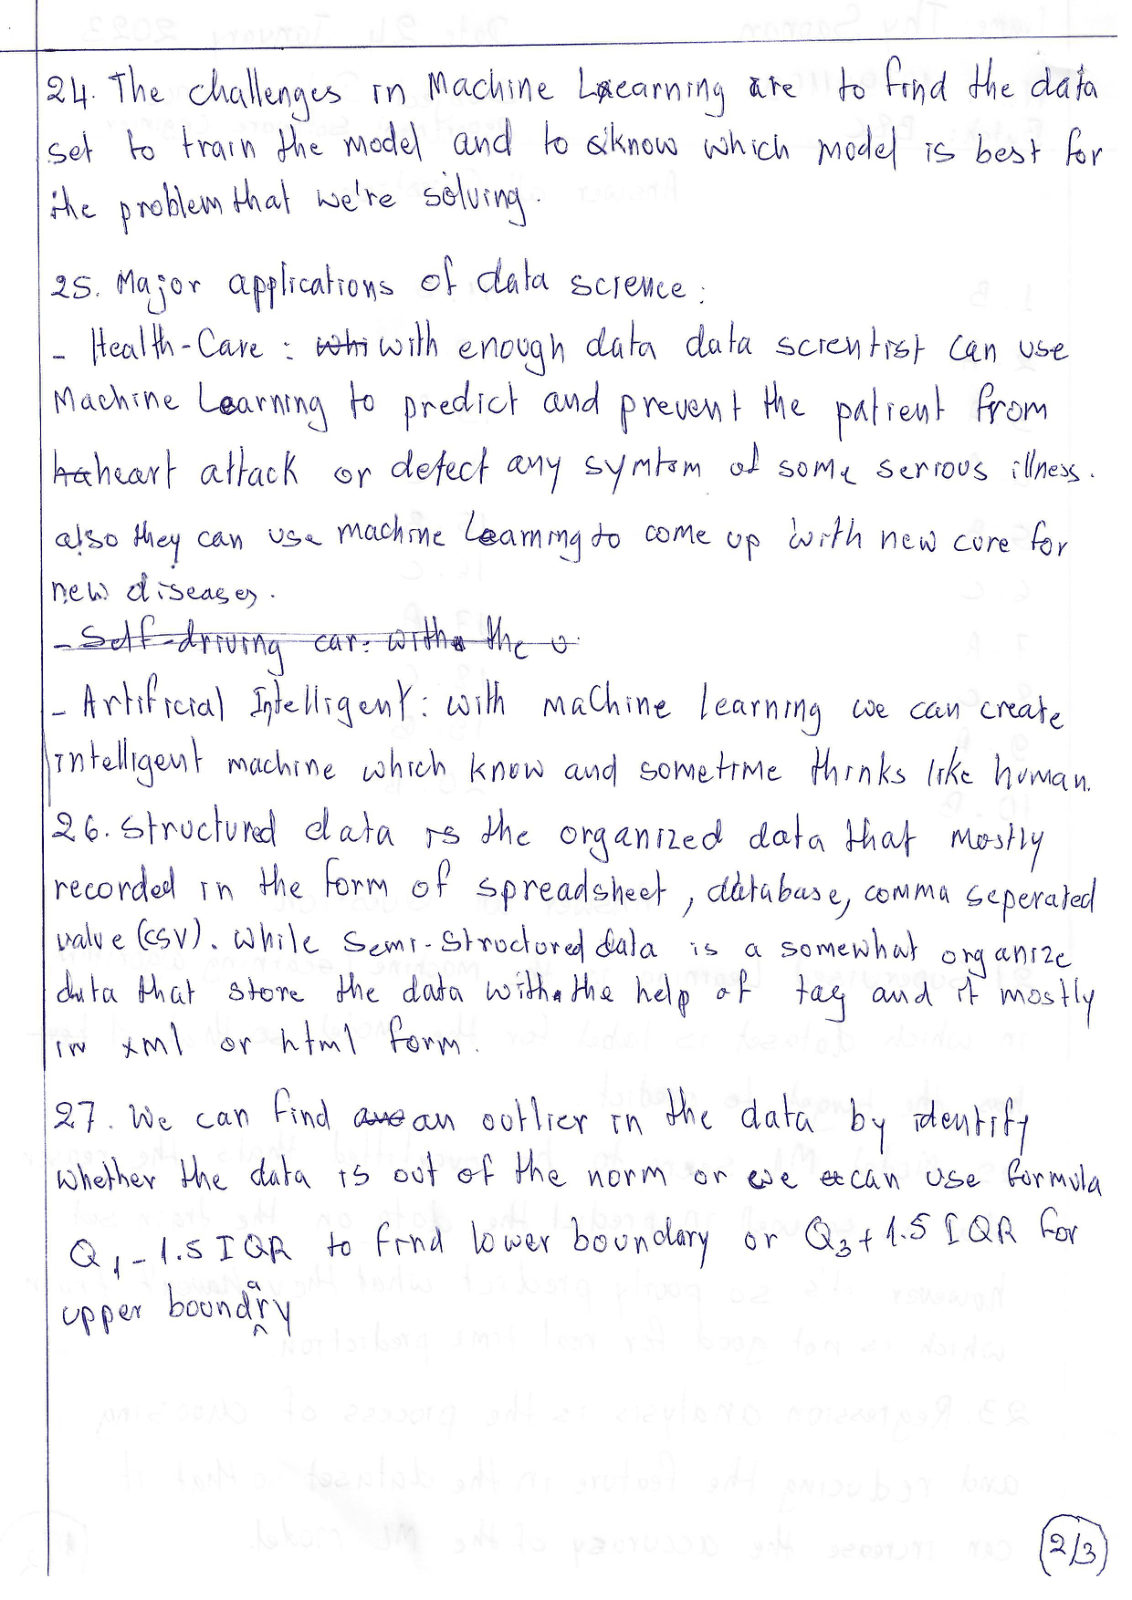 24. The challenges in Machine Learning are to find the data
set to train the model and to know which model is best for
the problem that we're solving.
25. Major applications of data science:
- Health-Care: whi with enough data data scientist can use
Machine Learning to predict and prevent the patient from
ha heart attack or detect any symtom of some serious illness.
also they can use machine Learning to come up with new cure for
new diseases.
- Self-driving car: with the
- Artificial Intelligent: with machine learning we can create
intelligent machine which know and sometime thinks like human.
26. Structured data is the organized data that mostly
recorded in the form of spreadsheet, database, comma seperated
value (csv). While Semi-Structored data is a somewhat organize
data that store the data with the help of tag and it mostly
in xml or html form.
27. We can find an outlier in the data by identify
whether the data is out of the norm or we can use formula
Q1 - 1.5 IQR to find lower boundary or Q3 + 1.5 IQR for
upper boundary
2/3